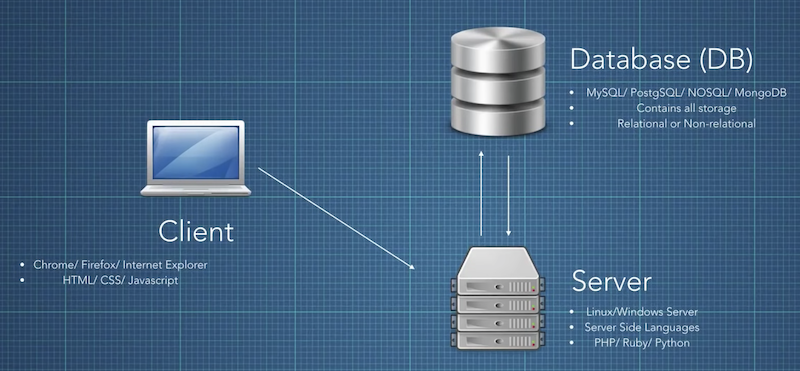 Database (DB)
MySQL/ PostgSQL/ NOSQL/ MongoDB
Contains all storage
Relational or Non-relational
Client
Chrome/ Firefox/ Internet Explorer
HTML/ CSS/ Javascript
Server
Linux/Windows Server
Server Side Languages
PHP/ Ruby/ Python